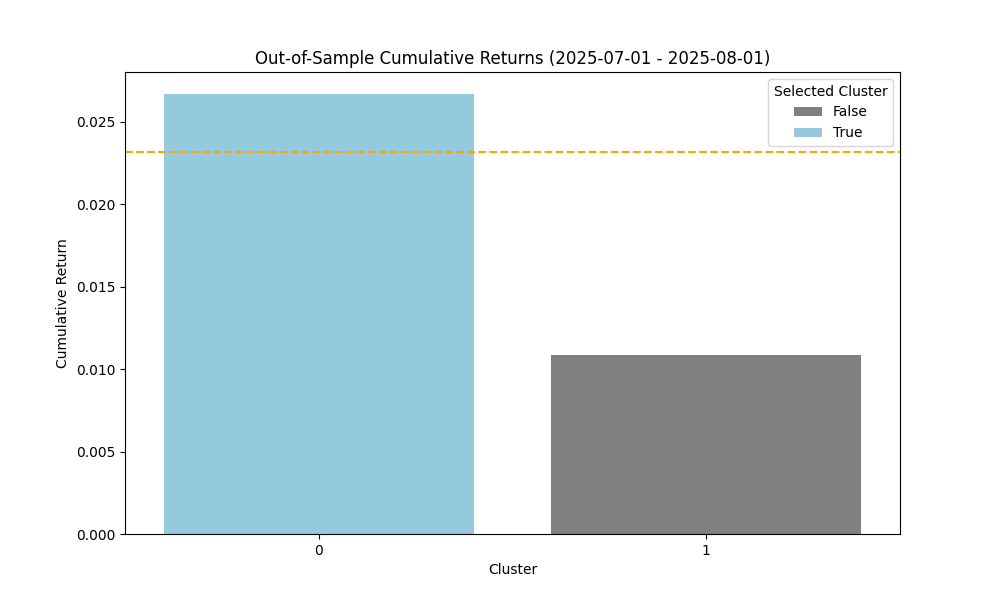 Out-of-Sample Cumulative Returns (2025-07-01 - 2025-08-01)
Selected Cluster
False
True
Cumulative Return
0.025
0.020
0.015
0.010
0.005
0.000
0
1
Cluster